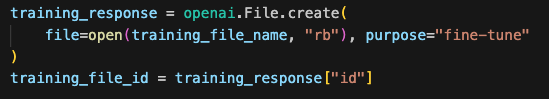 training_response = openai.File.create(
    file=open(training_file_name, "rb"), purpose="fine-tune"
)
training_file_id = training_response["id"]